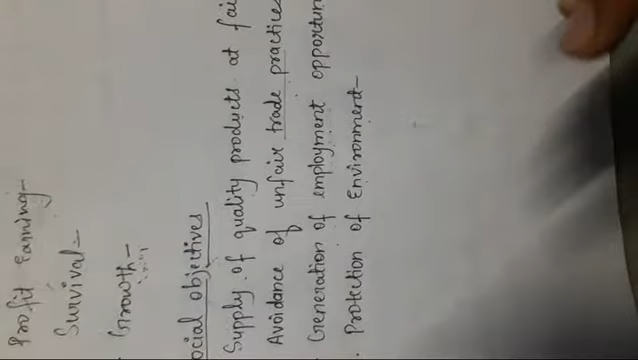 Profit Earning-
Survival-
Growth-
ocial objectives
Supply of quality products at fai
Avoidance of unfair trade practices
Generation of employment opportun
. Protection of Environment-